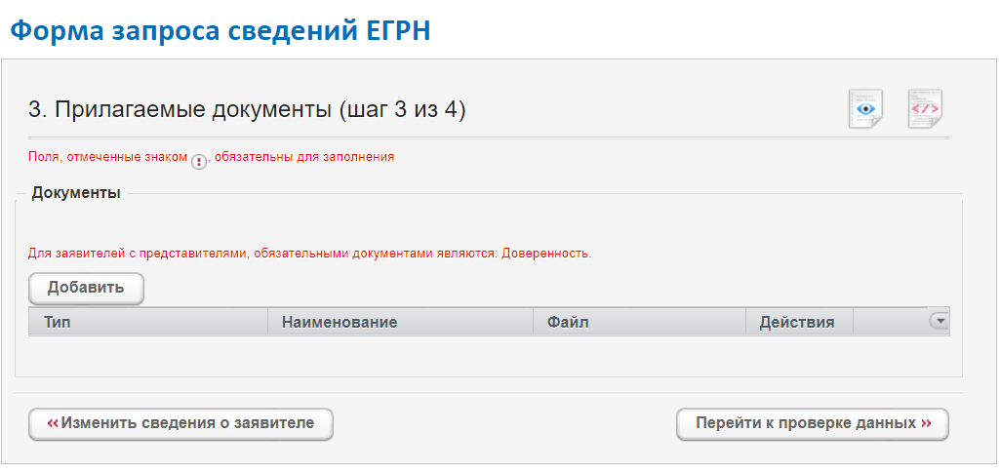 Форма запроса сведений ЕГРН
3. Прилагаемые документы (шаг 3 из 4)
</>
Поля, отмеченные знаком !, обязательны для заполнения
Документы
Для заявителей с представителями, обязательными документами являются: Доверенность.
Добавить
Тип Наименование Файл Действия
«Изменить сведения о заявителе
Перейти к проверке данных »